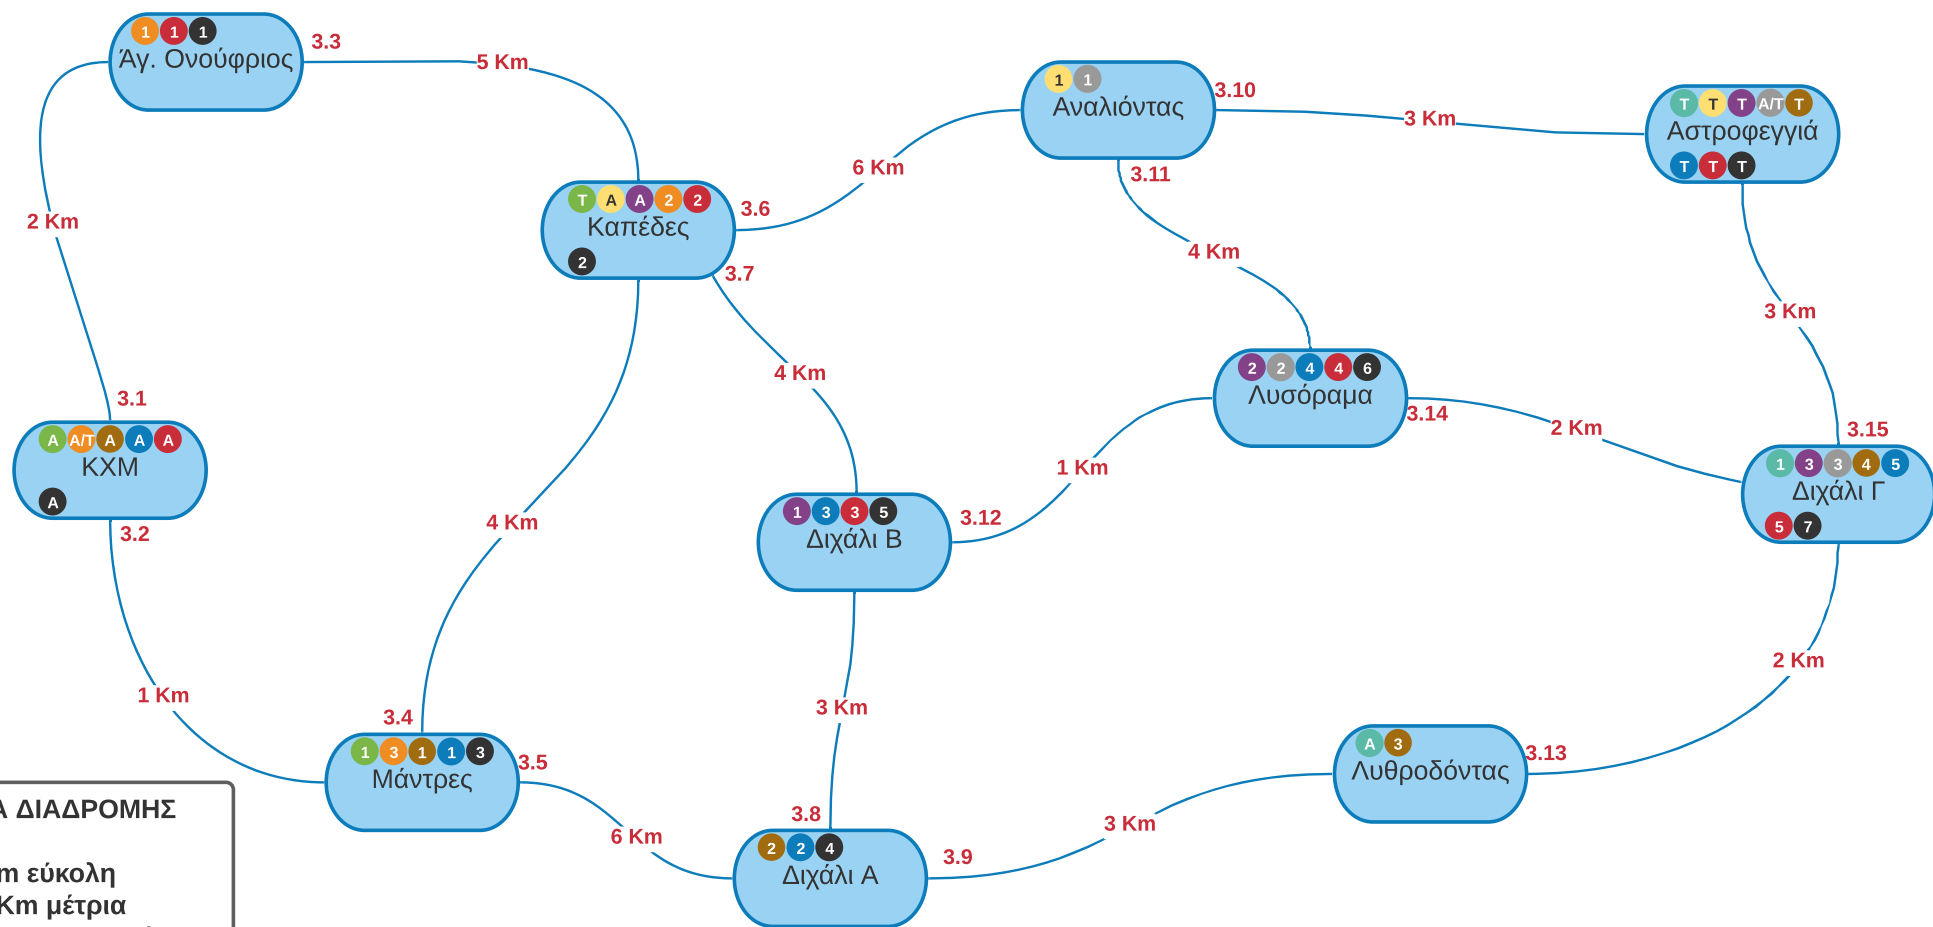 1 1 1
Άγ. Ονούφριος
3.3
5 Km
1 1
Αναλιόντας
3.10
3 Km
T T T A/T T
Αστροφεγγιά
T T T
6 Km
3.11
2 Km
T A A 2 2
Καπέδες
2
3.6
3.7
4 Km
3 Km
4 Km
2 2 4 4 6
Λυσόραμα
3.14
2 Km
3.1
A A/T A A A
ΚΧΜ
A
3.2
3.15
1 3 3 4 5
Διχάλι Γ
5 7
1 Km
4 Km
1 3 3 5
Διχάλι Β
3.12
2 Km
1 Km
3 Km
3.4
1 3 1 1 3
Μάντρες
3.5
A 3
Λυθροδόντας
3.13
6 Km
3.8
2 2 4
Διχάλι Α
3.9
3 Km
Α ΔΙΑΔΡΟΜΗΣ
m εύκολη
Km μέτρια